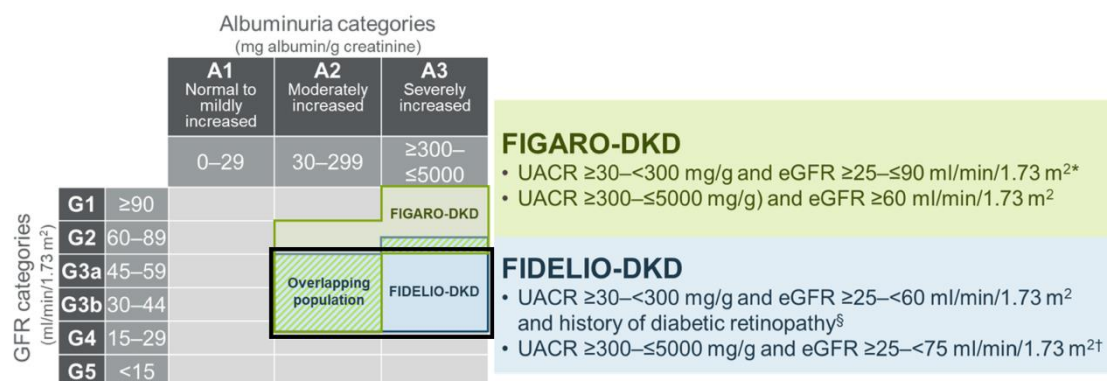 Albuminuria categories
(mg albumin/g creatinine)
A1
Normal to
mildly
increased
A2
Moderately
increased
A3
Severely
increased
0–29
30–299
≥300–
≤5000
GFR categories
(ml/min/1.73 m²)
G1 ≥90
G2 60–89
G3a 45–59
G3b 30–44
G4 15–29
G5 <15
FIGARO-DKD
Overlapping
population
FIDELIO-DKD
FIGARO-DKD
• UACR ≥30–<300 mg/g and eGFR ≥25–≤90 ml/min/1.73 m²*
• UACR ≥300–≤5000 mg/g) and eGFR ≥60 ml/min/1.73 m²
FIDELIO-DKD
• UACR ≥30–<300 mg/g and eGFR ≥25–<60 ml/min/1.73 m²
and history of diabetic retinopathy§
• UACR ≥300–≤5000 mg/g and eGFR ≥25–<75 ml/min/1.73 m²†